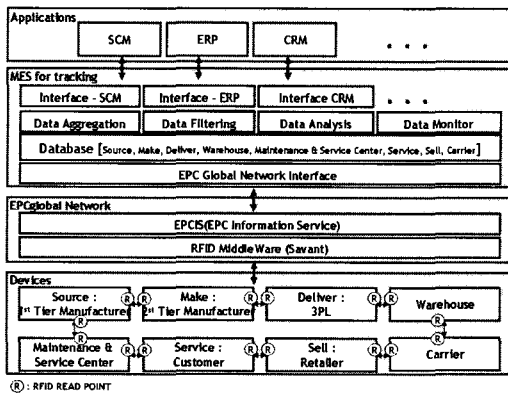 Applications
SCM
ERP
CRM
. . .
MES for tracking
Interface - SCM
Interface - ERP
Interface CRM
. . .
Data Aggregation
Data Filtering
Data Analysis
Data Monitor
Database [Source, Make, Deliver, Warehouse, Maintenance & Service Center, Service, Sell, Carrier]
EPC Global Network Interface
EPCglobal Network
EPCIS(EPC Information Service)
RFID MiddleWare (Savant)
Devices
Source :
1st Tier Manufacturer
R
R
Make :
2st Tier Manufacturer
R
R
Deliver :
3PL
R
R
Warehouse
R
R
R
R
Maintenance &
Service Center
R
R
Service :
Customer
R
R
Sell :
Retailer
R
R
Carrier
R : RFID READ POINT